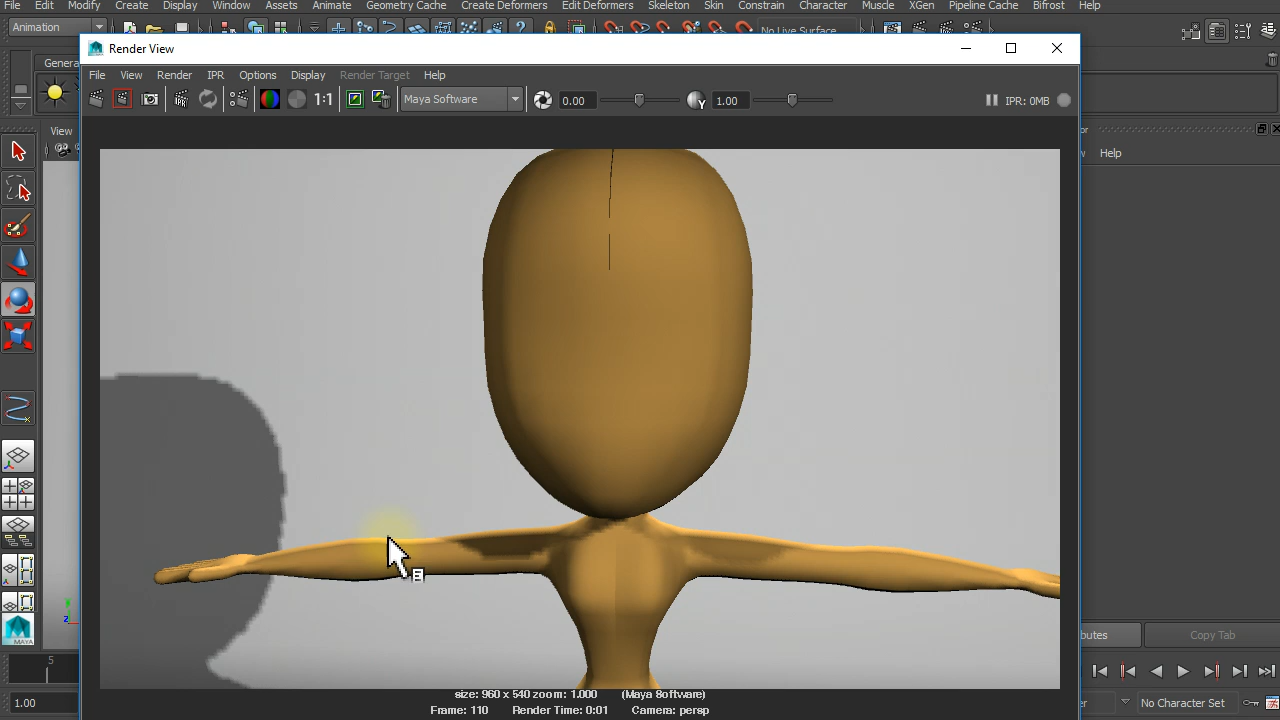 File Edit Modify Create Display Window Assets Animate Geometry Cache Create Deformers Edit Deformers Skeleton Skin Constrain Character Muscle XGen Pipeline Cache Bifrost Help
Animation No Live Surface
Render View
Genera
File View Render IPR Options Display Render Target Help
1:1 Maya Software 0.00 1.00 IPR: 0MB
View
Help
MAYA
butes Copy Tab
5
size: 960 x 540 zoom: 1.000 (Maya Software)
1.00 No Character Set
Frame: 110 Render Time: 0:01 Camera: persp